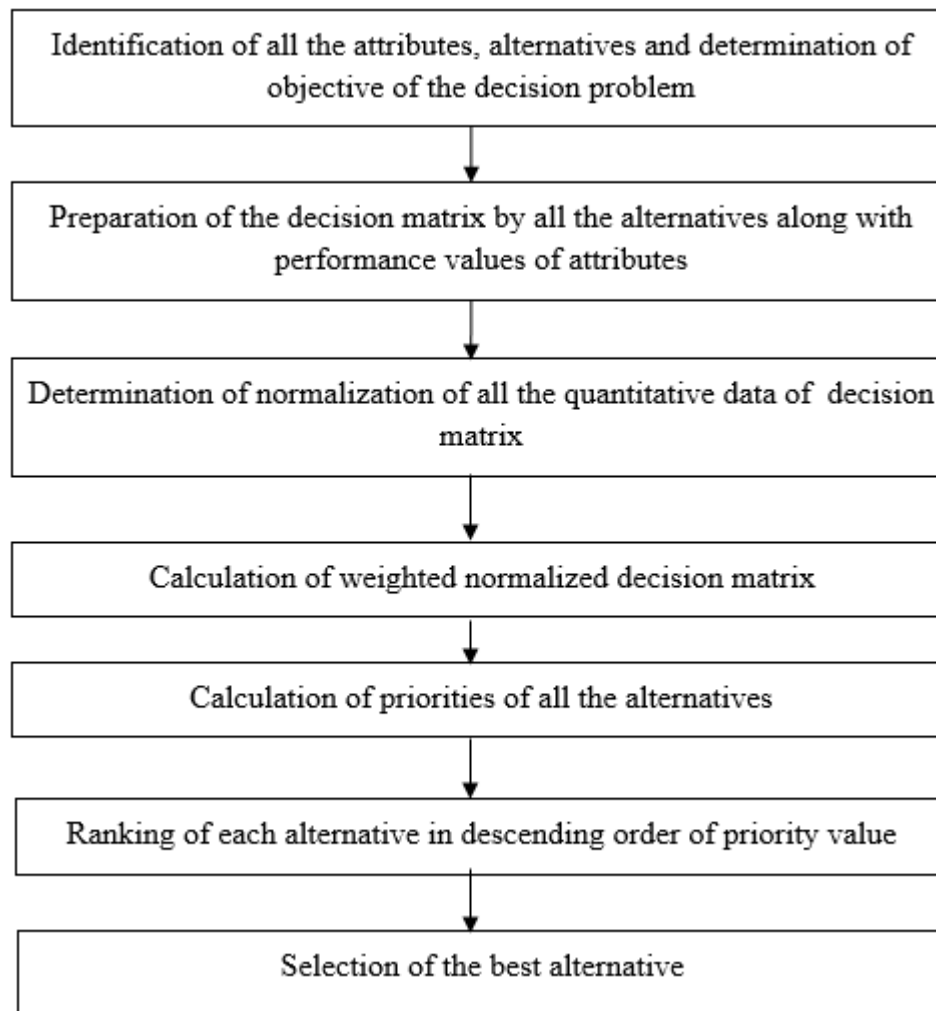 Identification of all the attributes, alternatives and determination of
objective of the decision problem
Preparation of the decision matrix by all the alternatives along with
performance values of attributes
Determination of normalization of all the quantitative data of decision
matrix
Calculation of weighted normalized decision matrix
Calculation of priorities of all the alternatives
Ranking of each alternative in descending order of priority value
Selection of the best alternative